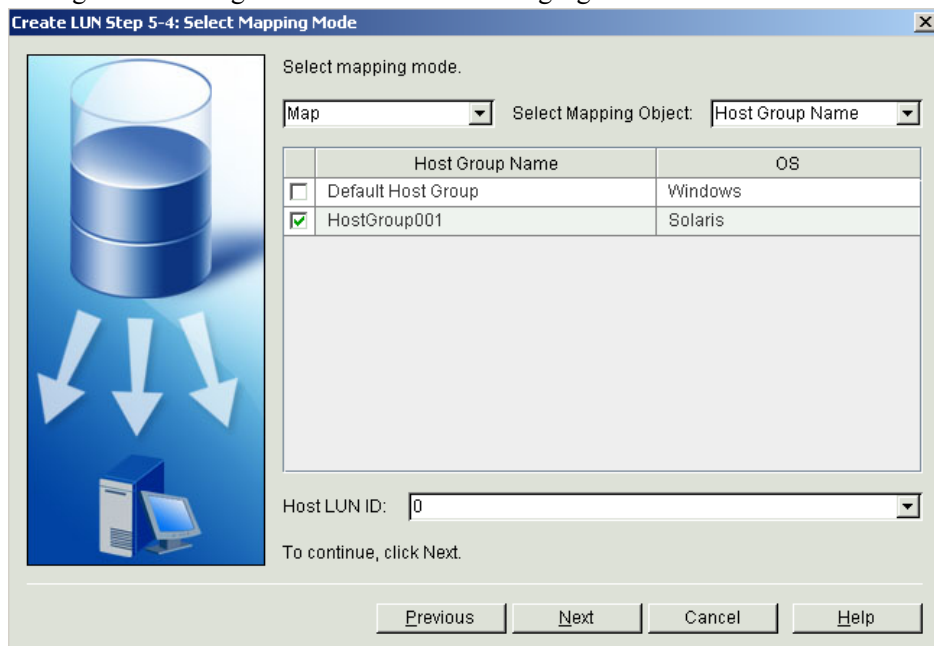 Create LUN Step 5-4: Select Mapping Mode
Select mapping mode.
Map Select Mapping Object: Host Group Name
Host Group Name OS
Default Host Group Windows
HostGroup001 Solaris
Host LUN ID: 0
To continue, click Next.
Previous Next Cancel Help